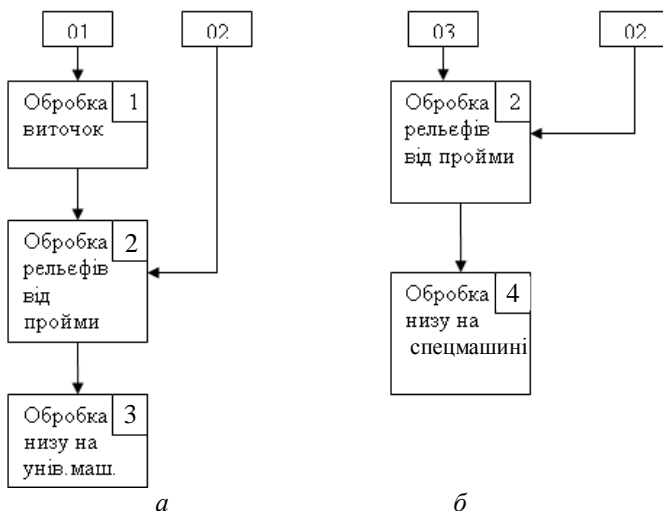 01
02
Обробка 1
виточок
Обробка 2
рельєфів
від
пройми
Обробка 3
низу на
унів.маш.
а
03
02
Обробка 2
рельєфів
від пройми
Обробка 4
низу на
спецмашині
б